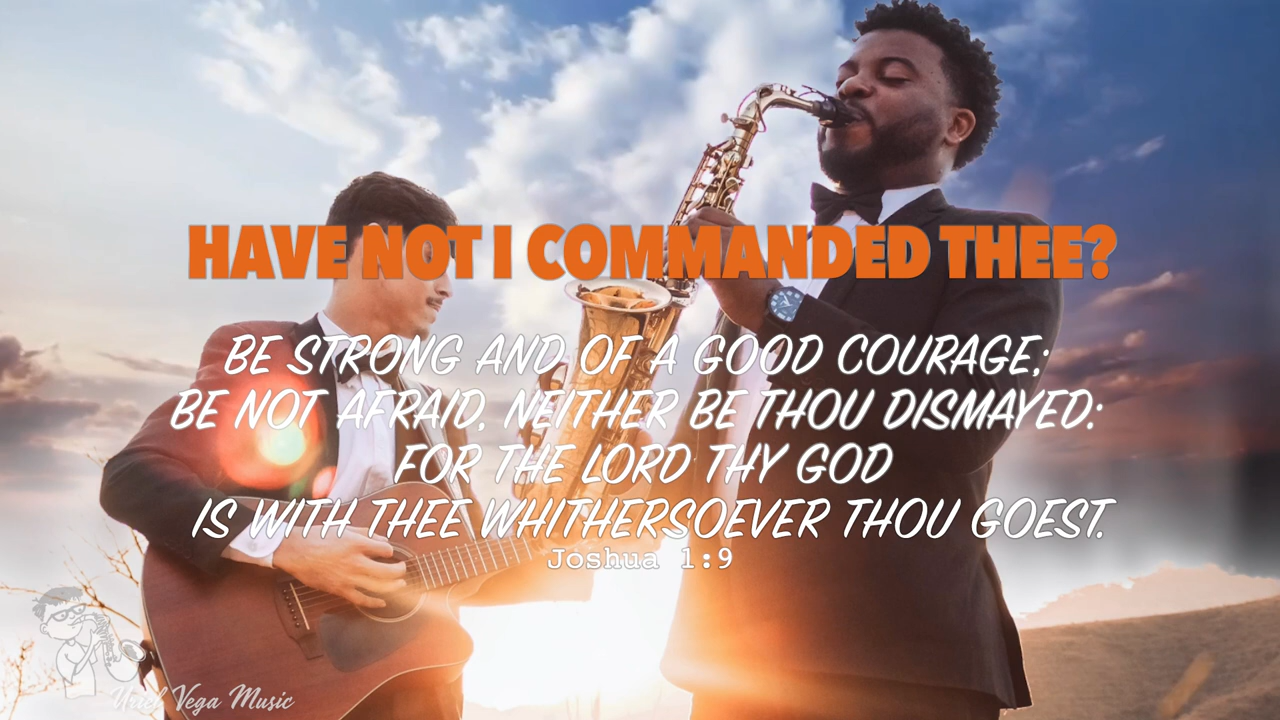 HAVE NOT I COMMANDED THEE?
BE STRONG AND OF A GOOD COURAGE;
BE NOT AFRAID, NEITHER BE THOU DISMAYED:
FOR THE LORD THY GOD
IS WITH THEE WHITHERSOEVER THOU GOEST.
Joshua 1:9
Uriel Vega Music